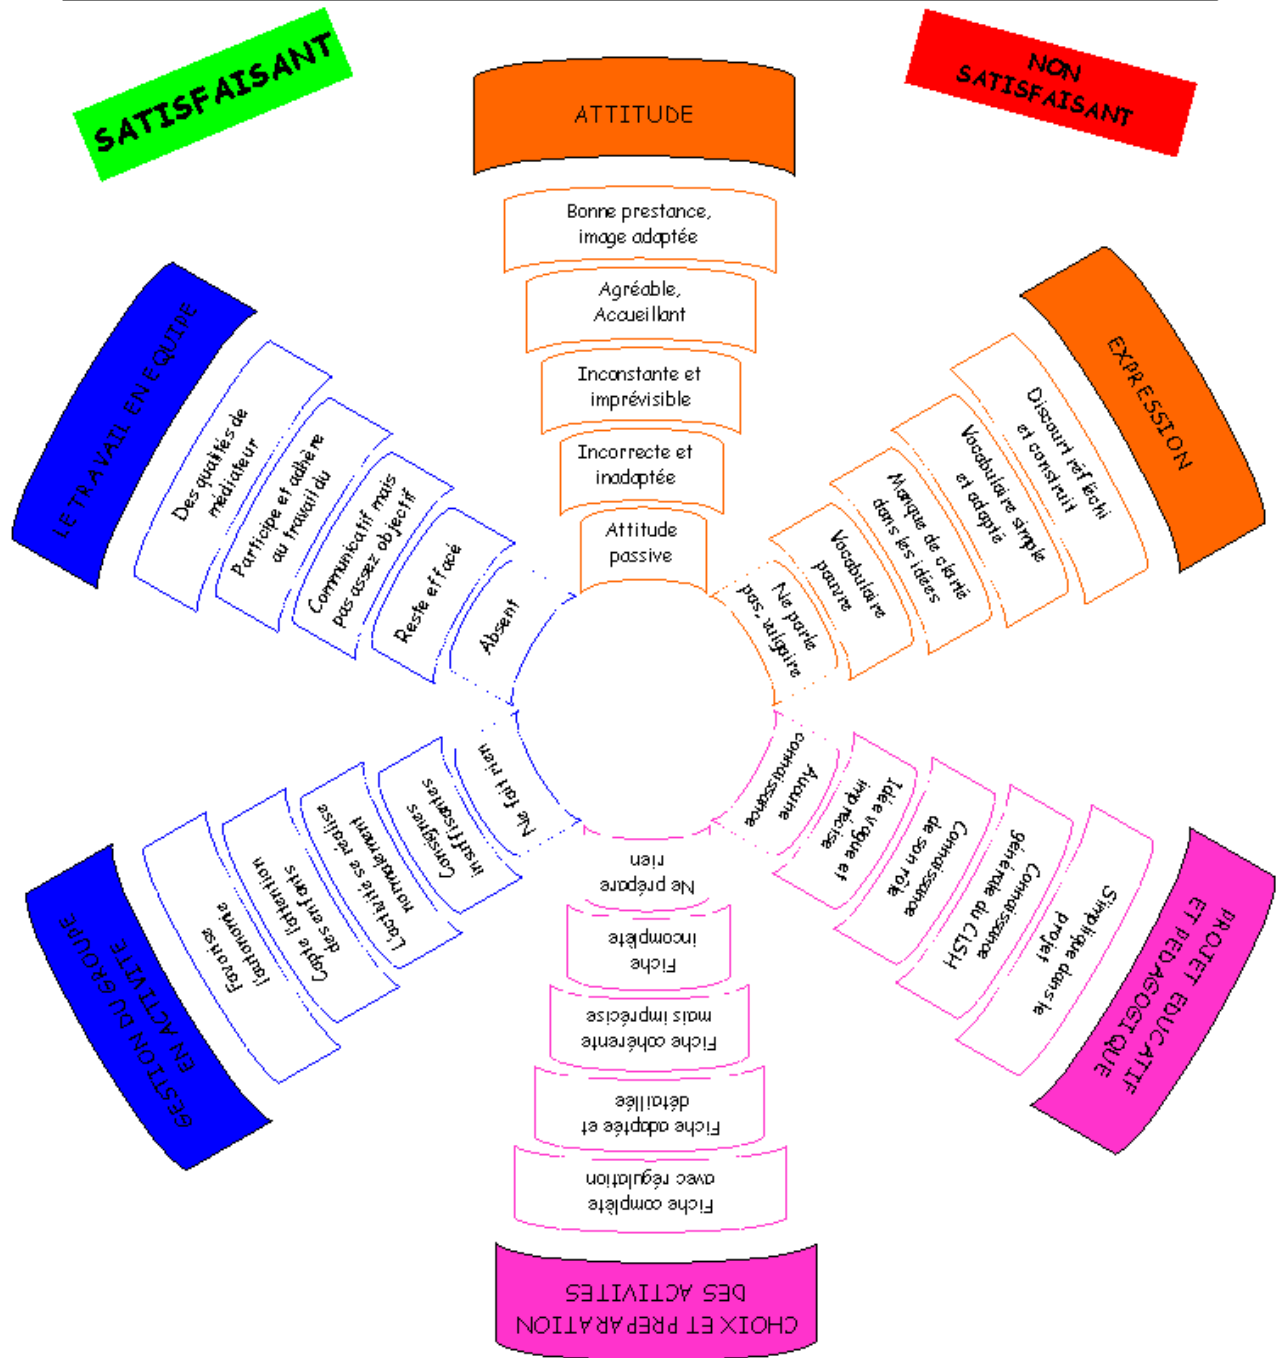 SATISFAISANT
NON
SATISFAISANT
ATTITUDE
Bonne prestance,
image adaptée
Agréable,
Accueillant
Inconstante et
imprévisible
Incorrecte et
inadaptée
Attitude
passive
EXPRESSION
Discourt réfléchi
et construit
Vocabulaire simple
et adapté
Manque de clarté
dans les idées
Vocabulaire
pauvre
Ne parle
pas, vulgaire
PROJET EDUCATIF
ET PEDAGOGIQUE
S'implique dans le
projet
Connaissance
générale du CLSH
Connaissance
de son rôle
Idée vague et
imprécise
Aucune
connaissance
CHOIX ET PREPARATION
DES ACTIVITES
Fiche complète
avec régulation
Fiche adaptée et
détaillée
Fiche cohérente
mais imprécise
Fiche
incomplète
Ne prépare
rien
GESTION DU GROUPE
EN ACTIVITE
Favorise
l'autonomie
Capte l'attention
des enfants
L'activité se réalise
normalement
Consignes
insuffisantes
Ne fait rien
LE TRAVAIL EN EQUIPE
Des qualités de
médiateur
Participe et adhère
au travail du
Communicatif mais
pas assez objectif
Reste effacé
Absent